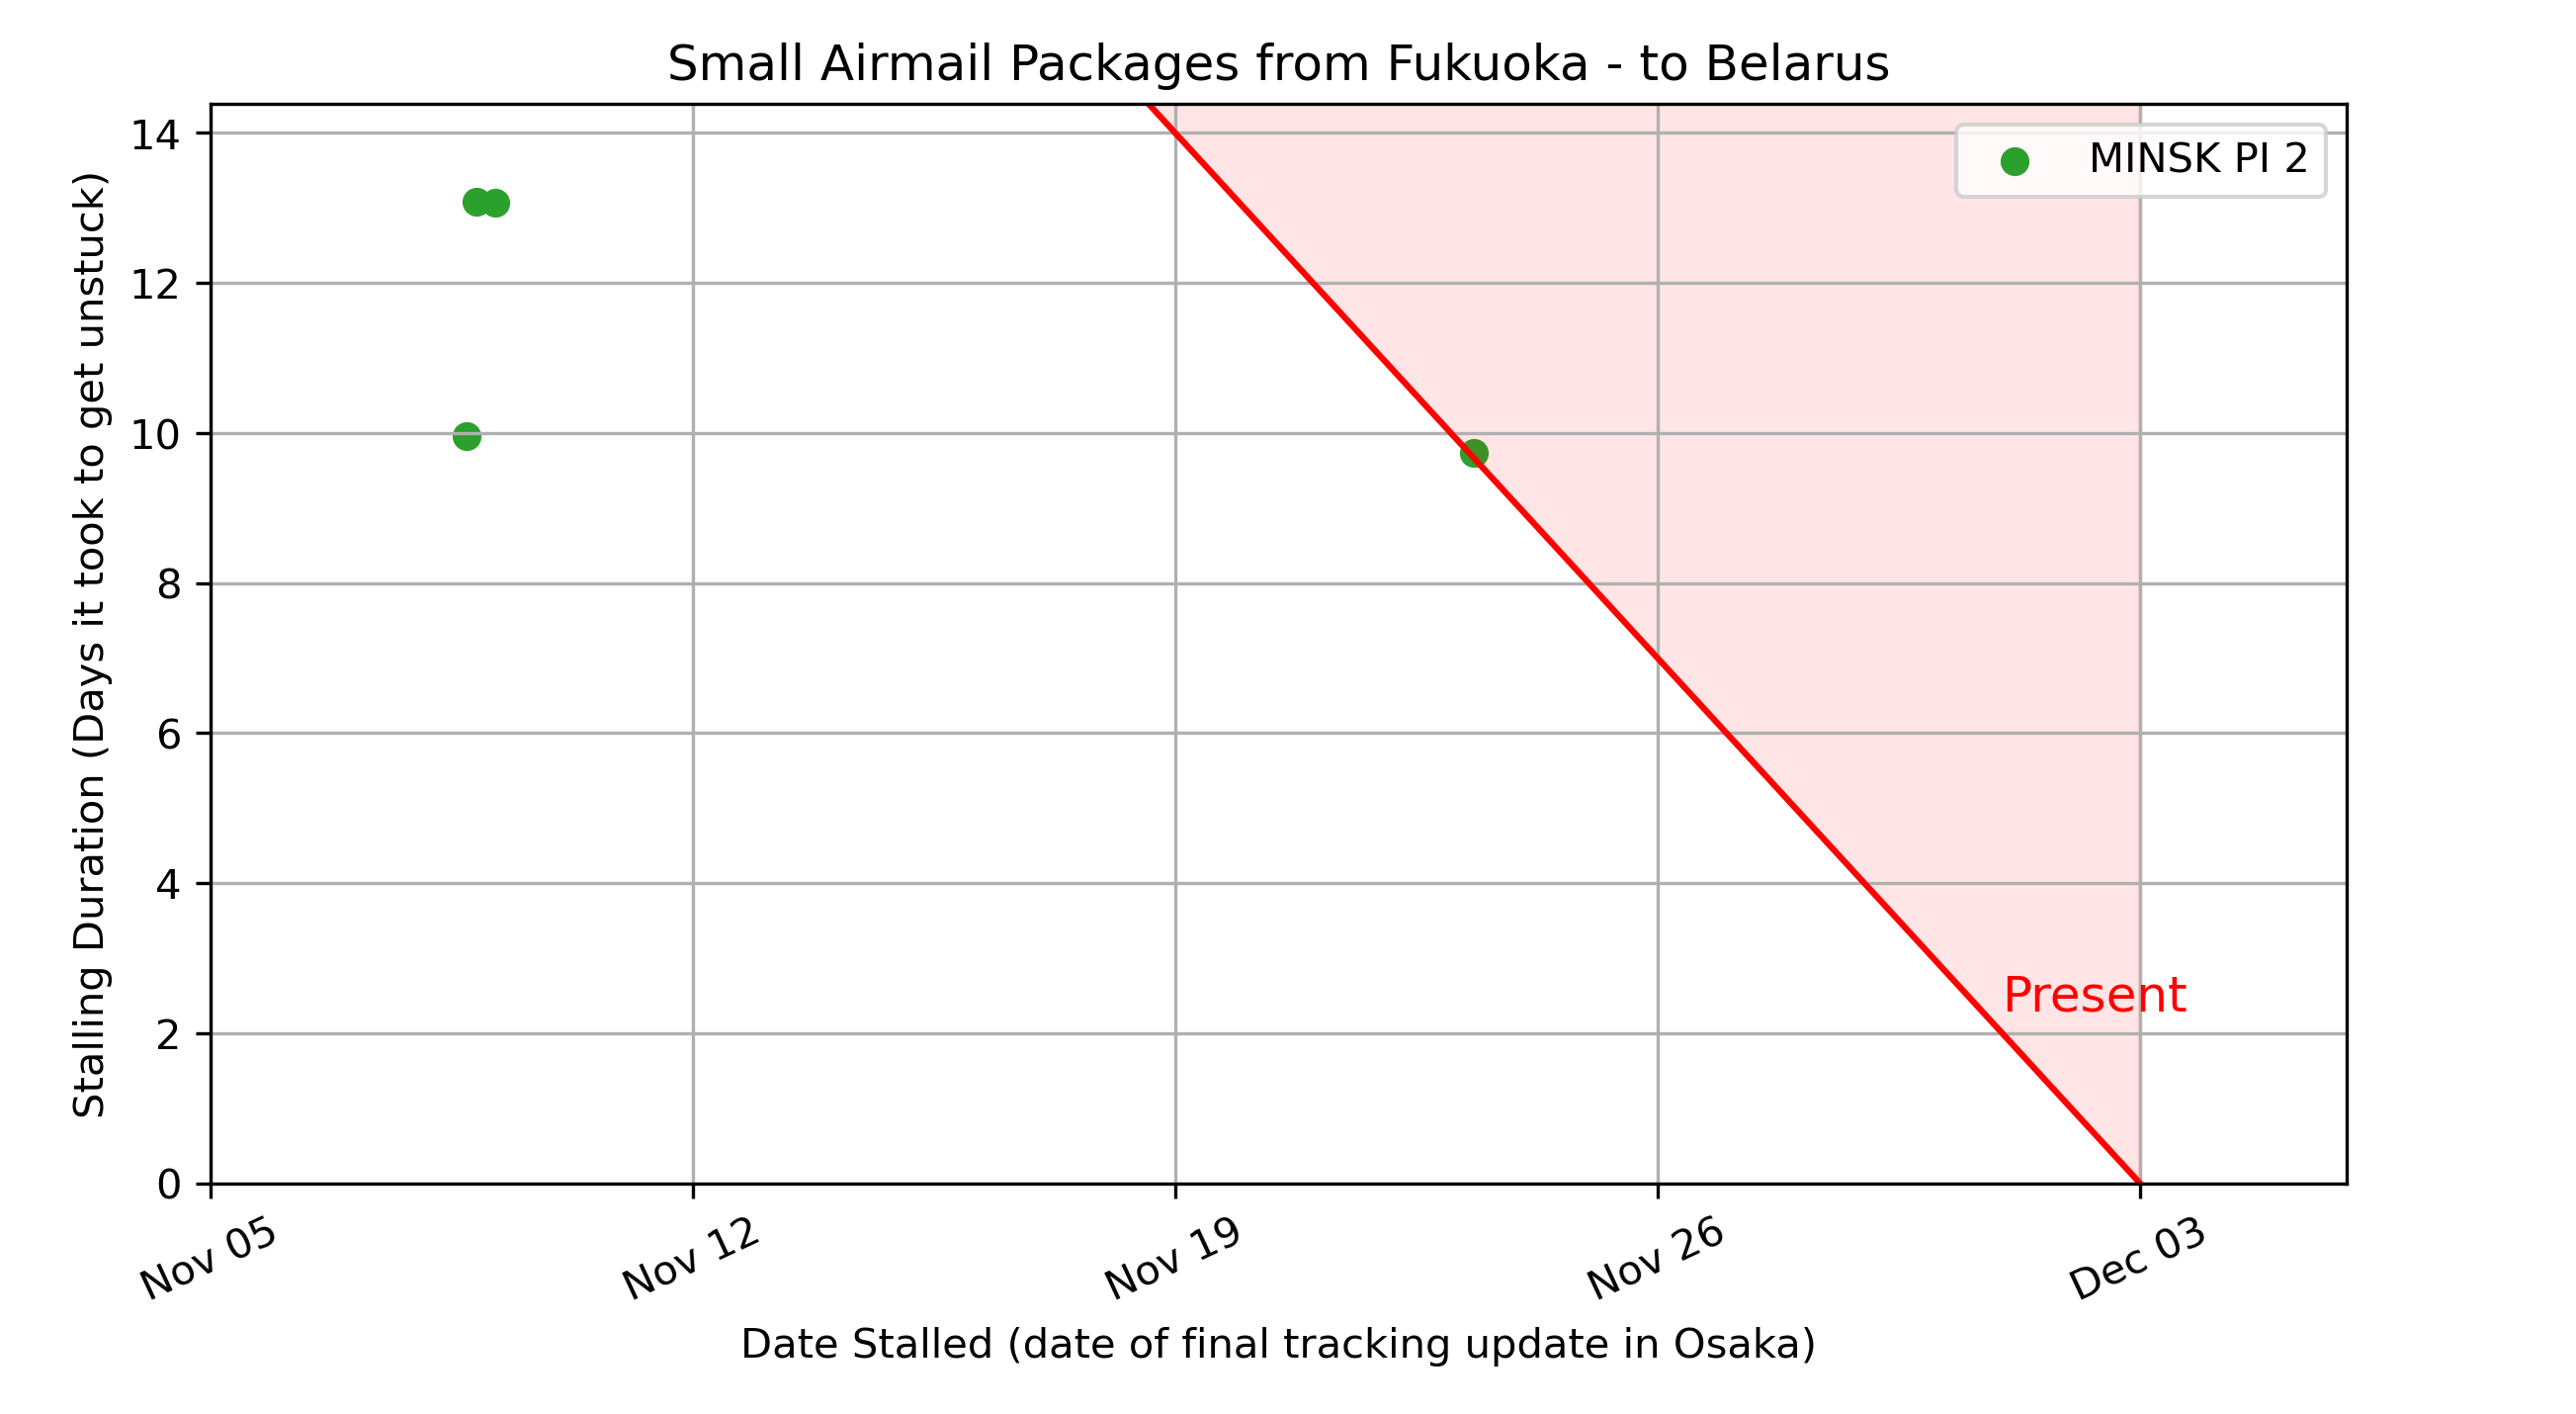 Small Airmail Packages from Fukuoka - to Belarus
MINSK PI 2
Stalling Duration (Days it took to get unstuck)
14
12
10
8
6
4
2
0
Present
Nov 05
Nov 12
Nov 19
Nov 26
Dec 03
Date Stalled (date of final tracking update in Osaka)